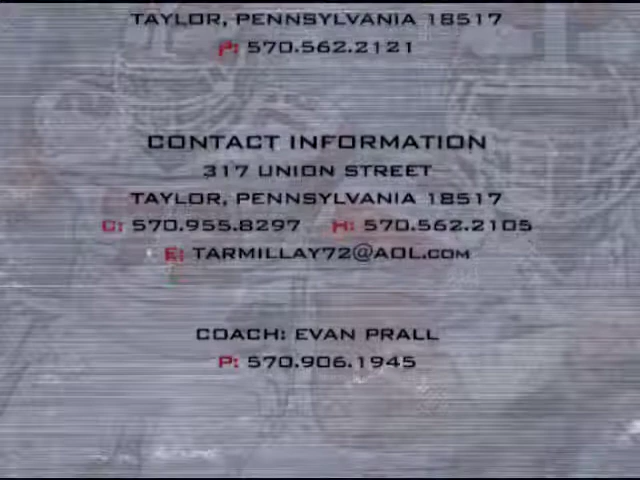 TAYLOR, PENNSYLVANIA 18517
P: 570.562.2121
CONTACT INFORMATION
317 UNION STREET
TAYLOR, PENNSYLVANIA 18517
C: 570.955.8297 H: 570.562.2105
E: TARMILLAY72@AOL.COM
COACH: EVAN PRALL
P: 570.906.1945